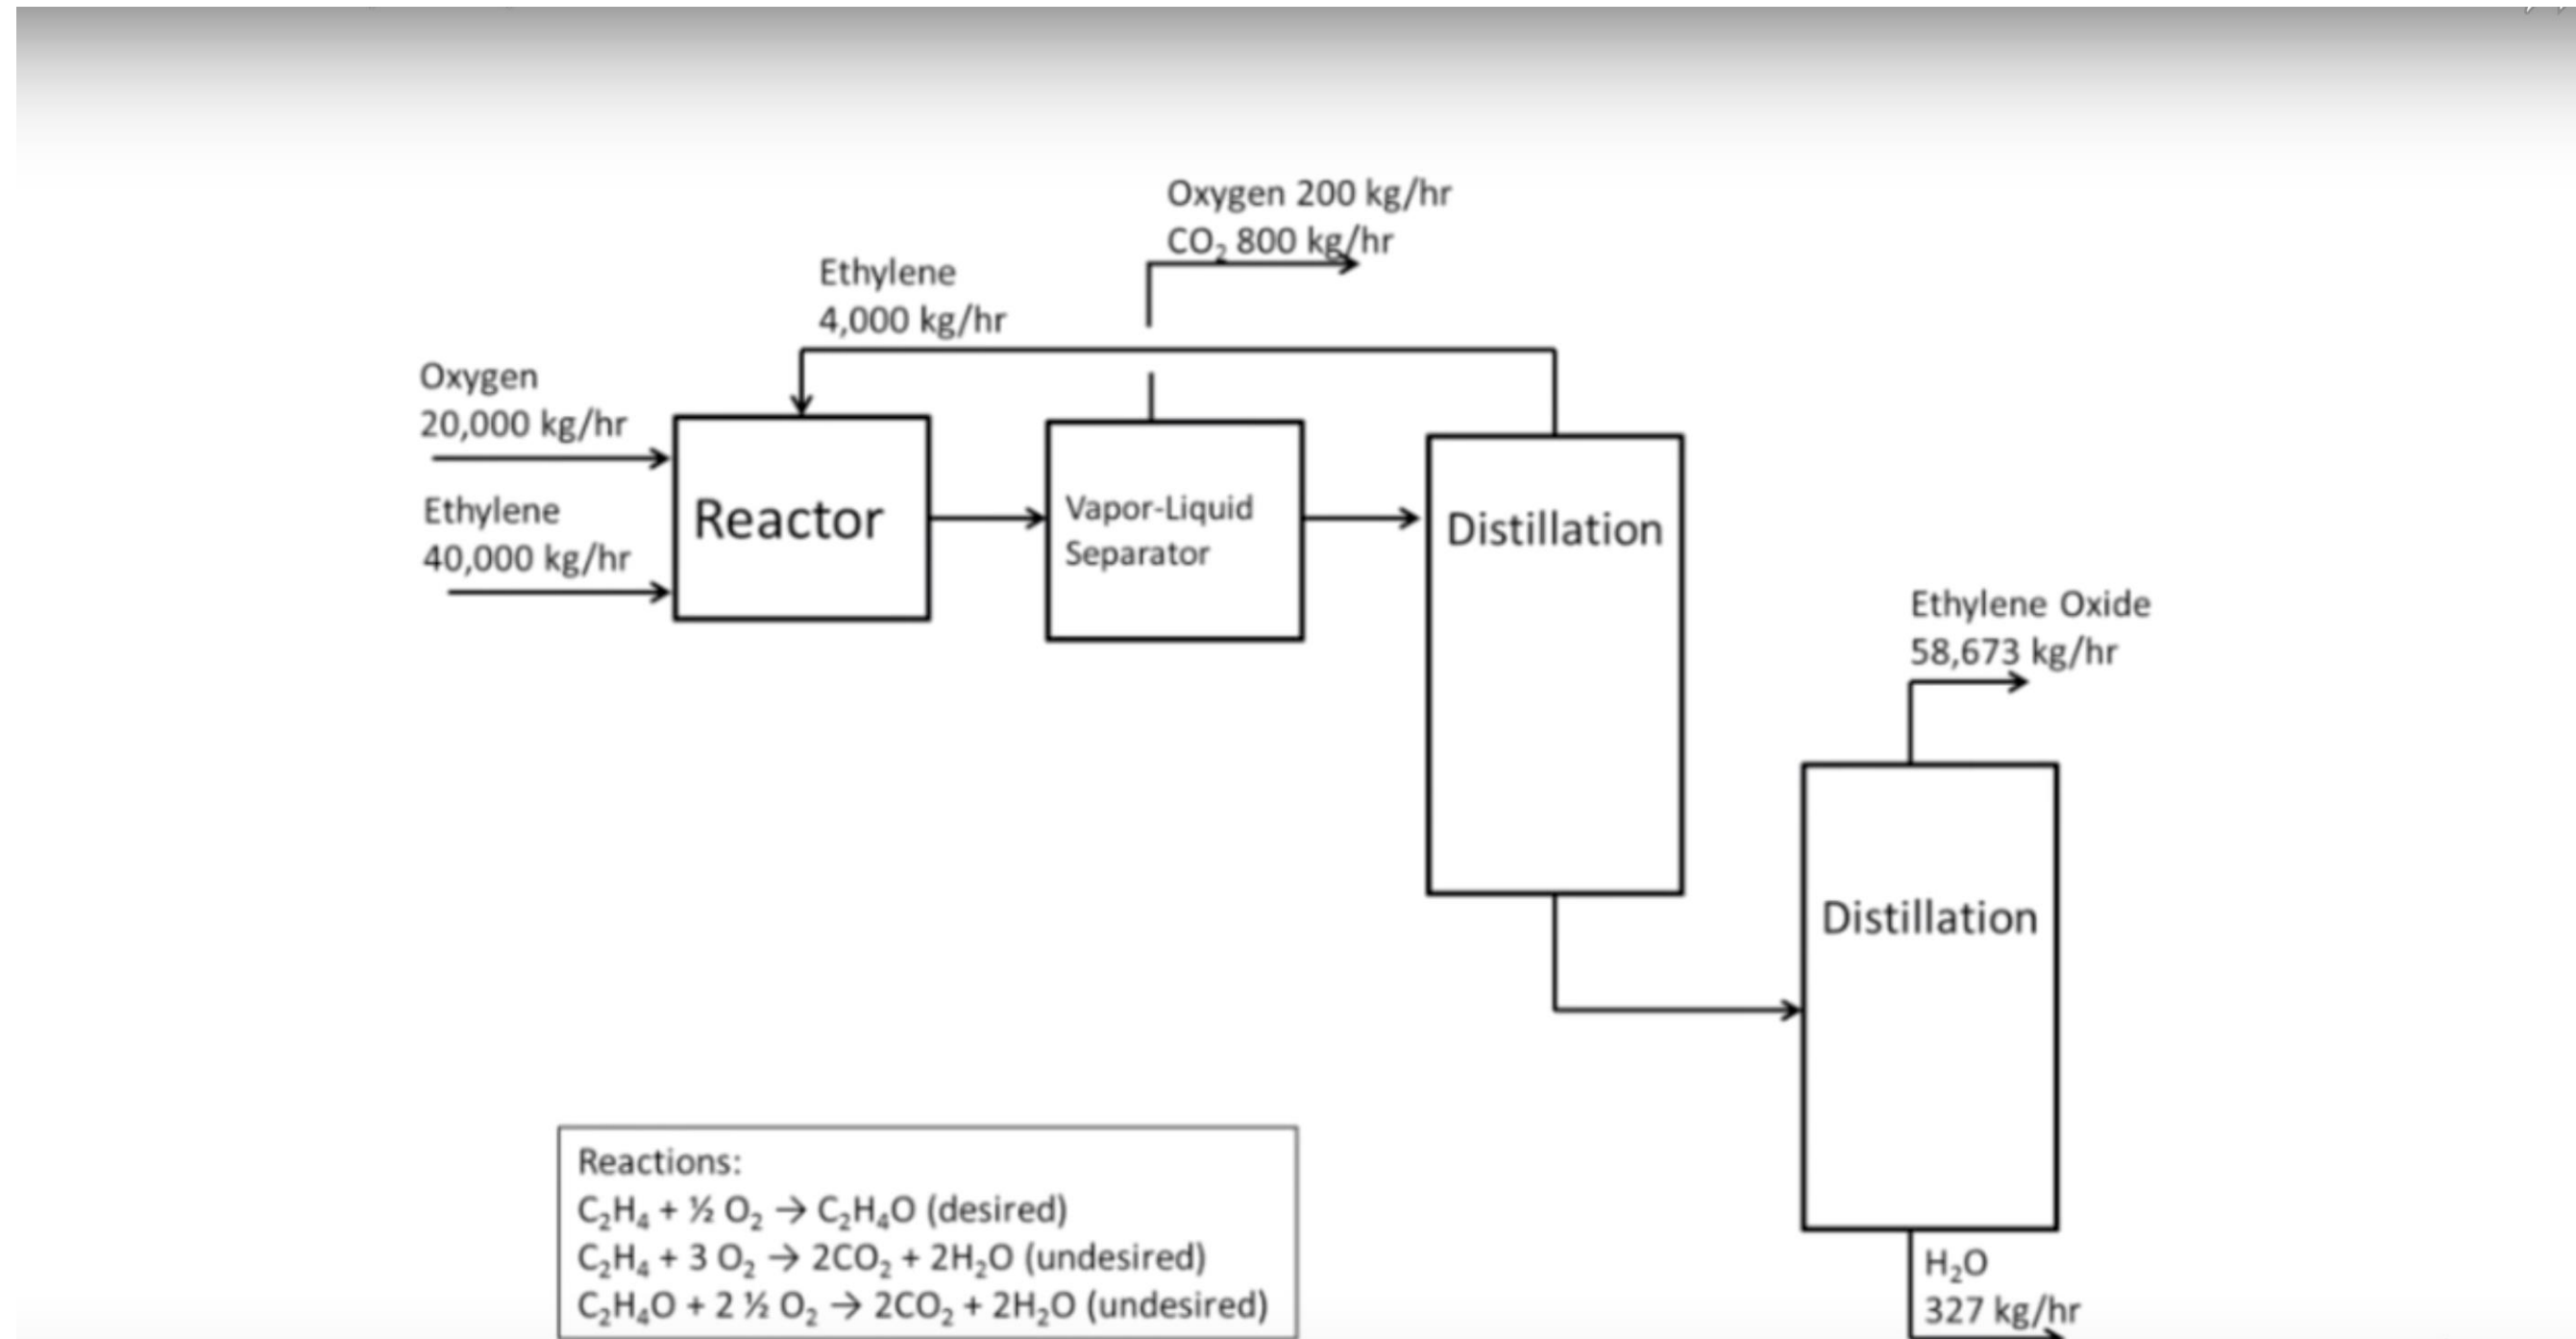 Oxygen 200 kg/hr
CO₂ 800 kg/hr
Ethylene
4,000 kg/hr
Oxygen
20,000 kg/hr
Ethylene
40,000 kg/hr
Reactor
Vapor-Liquid
Separator
Distillation
Ethylene Oxide
58,673 kg/hr
Distillation
H₂O
327 kg/hr
Reactions:
C₂H₄ + ½ O₂ → C₂H₄O (desired)
C₂H₄ + 3 O₂ → 2CO₂ + 2H₂O (undesired)
C₂H₄O + 2 ½ O₂ → 2CO₂ + 2H₂O (undesired)